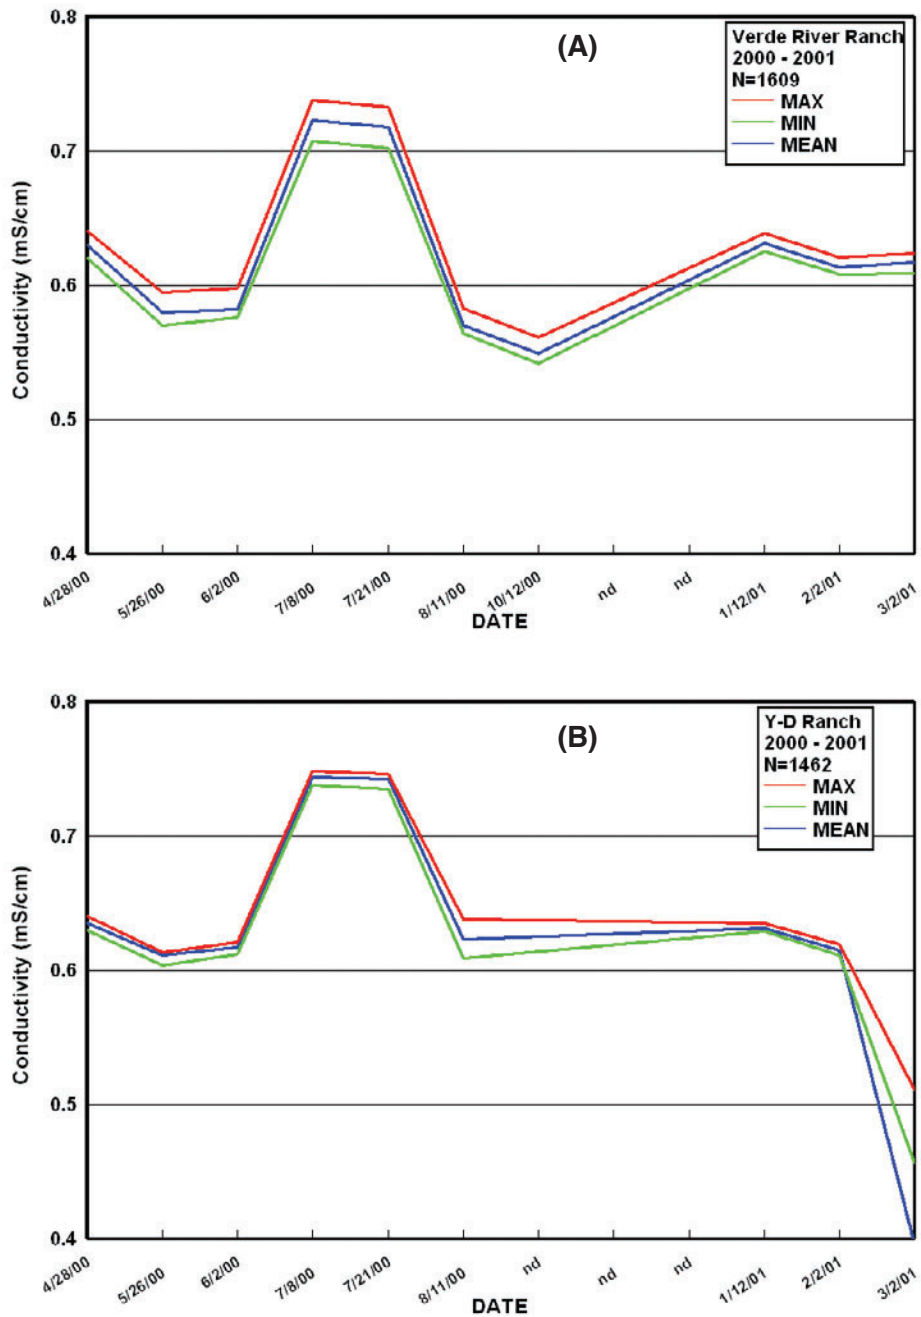 0.8
(A)
Verde River Ranch
2000 - 2001
N=1609
MAX
MIN
MEAN
0.7
0.6
0.5
0.4
Conductivity (mS/cm)
4/28/00
5/26/00
6/2/00
7/8/00
7/21/00
8/11/00
10/12/00
nd
nd
1/12/01
2/2/01
3/2/01
DATE
0.8
(B)
Y-D Ranch
2000 - 2001
N=1462
MAX
MIN
MEAN
0.7
0.6
0.5
0.4
Conductivity (mS/cm)
4/28/00
5/26/00
6/2/00
7/8/00
7/21/00
8/11/00
nd
nd
nd
1/12/01
2/2/01
3/2/01
DATE